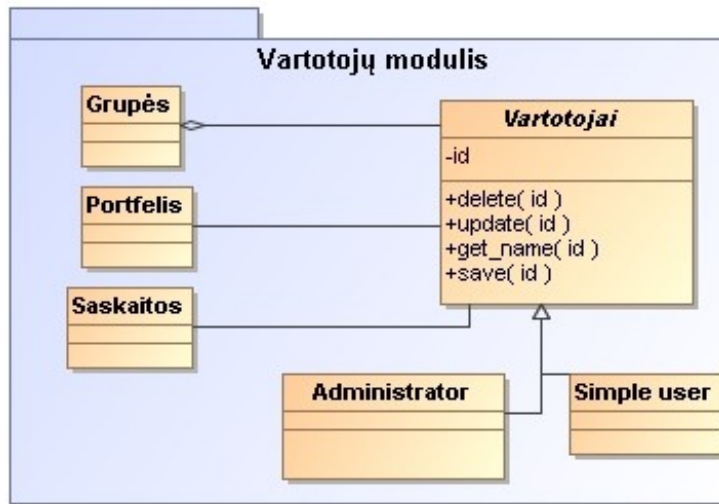 Vartotojų modulis
Grupės
Vartotojai
-id
+delete( id )
+update( id )
+get_name( id )
+save( id )
Portfelis
Saskaitos
Administrator
Simple user